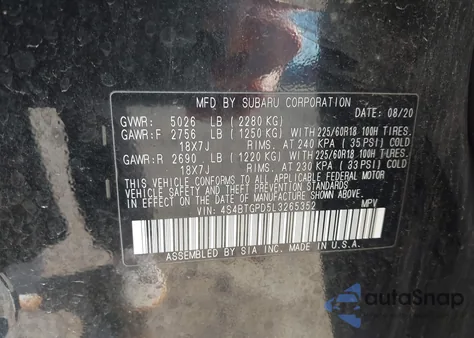 MFD. BY SUBARU CORPORATION DATE: 08/20
GVWR: 5026 LB (2280 KG)
GAWR:F 2756 LB (1250 KG) WITH 225/60R18 100H TIRES.
18X7J RIMS. AT 240 KPA (35 PSI) COLD
GAWR:R 2690 LB (1220 KG) WITH 225/60R18 100H TIRES.
18X7J RIMS. AT 230 KPA (33 PSI) COLD
THIS VEHICLE CONFORMS TO ALL APPLICABLE FEDERAL MOTOR
VEHICLE SAFETY AND THEFT PREVENTION STANDARDS IN EFFECT
ON THE DATE OF MANUFACTURE SHOWN ABOVE.
VIN: 4S4BTGPD5L3265352 MPV
ASSEMBLED BY SIA INC. MADE IN U.S.A.
autoSnap